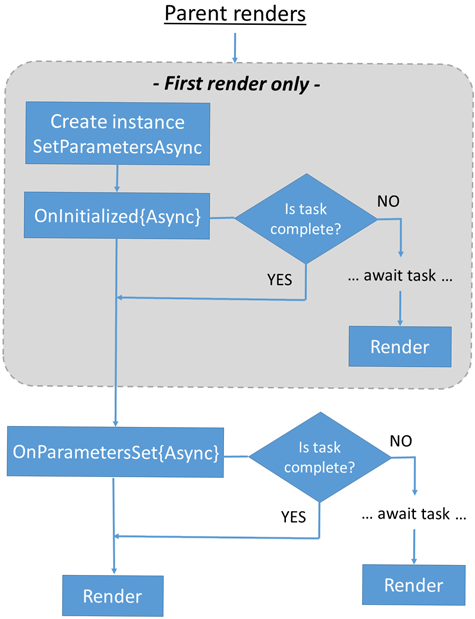 Parent renders
- First render only -
Create instance
SetParametersAsync
OnInitialized{Async}
Is task
complete?
NO
YES
... await task ...
Render
OnParametersSet{Async}
Is task
complete?
NO
YES
... await task ...
Render
Render